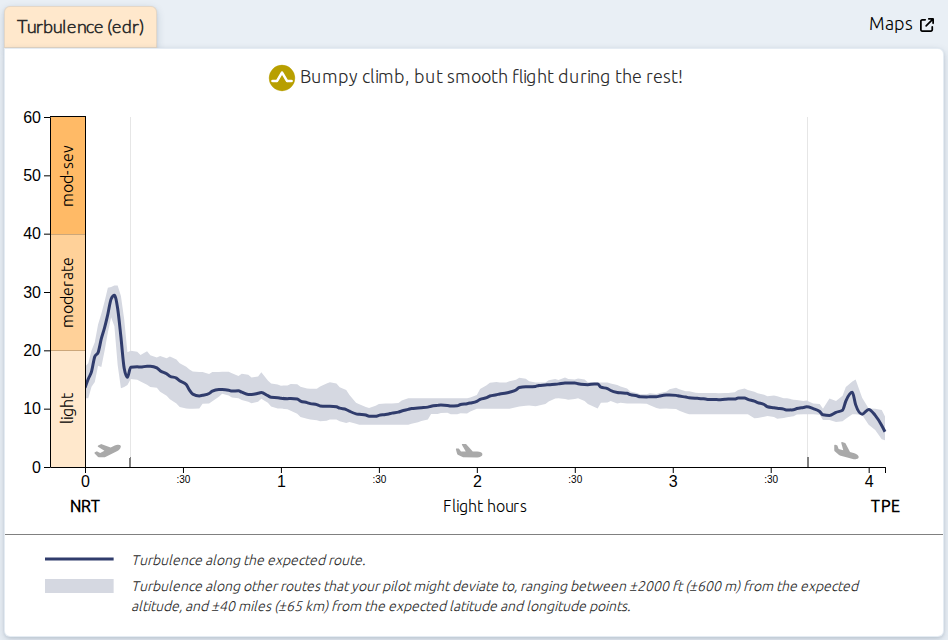 Turbulence (edr)
Maps
Bumpy climb, but smooth flight during the rest!
60
50
40
30
20
10
0
mod-sev
moderate
light
0 :30 1 :30 2 :30 3 :30 4
NRT Flight hours TPE
Turbulence along the expected route.
Turbulence along other routes that your pilot might deviate to, ranging between ±2000 ft (±600 m) from the expected
altitude, and ±40 miles (±65 km) from the expected latitude and longitude points.